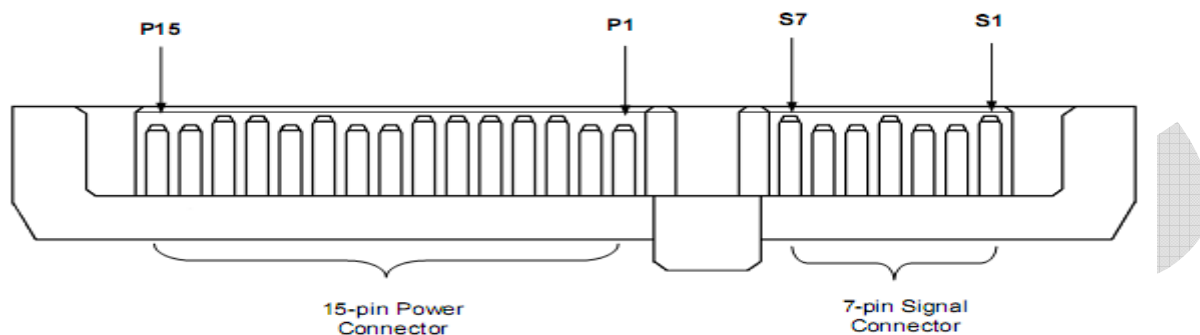 P15
P1
S7
S1
15-pin Power
Connector
7-pin Signal
Connector